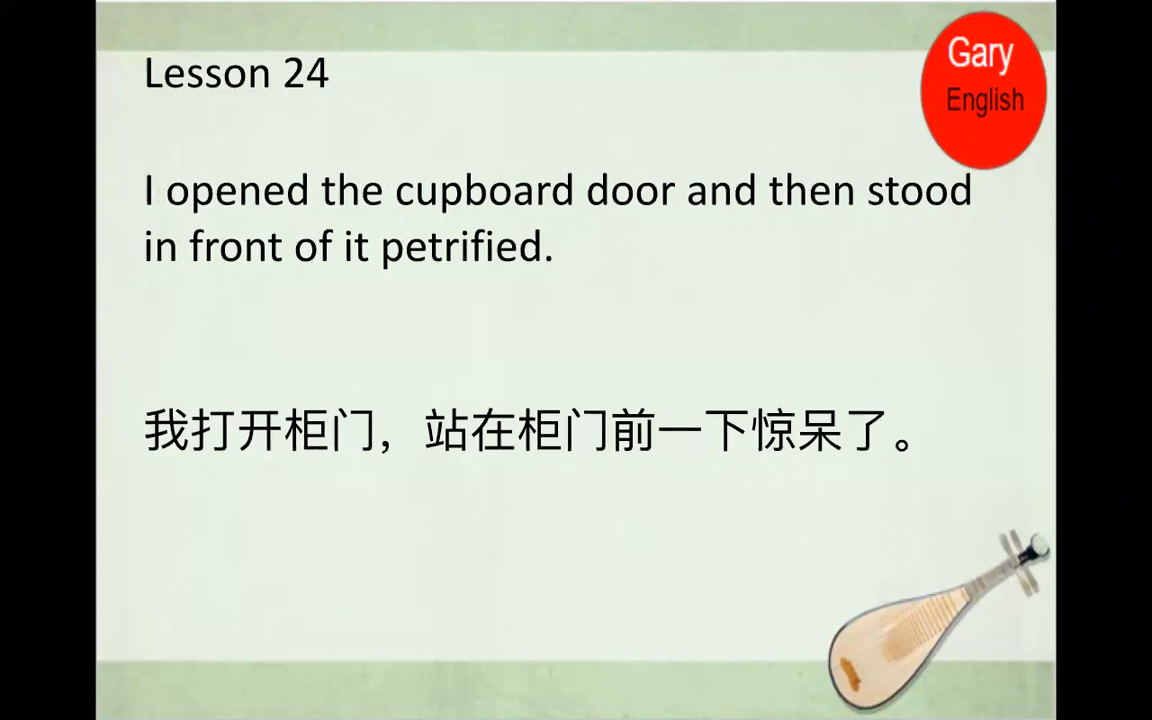 Lesson 24
Gary
English
I opened the cupboard door and then stood
in front of it petrified.
我打开柜门，站在柜门前一下惊呆了。